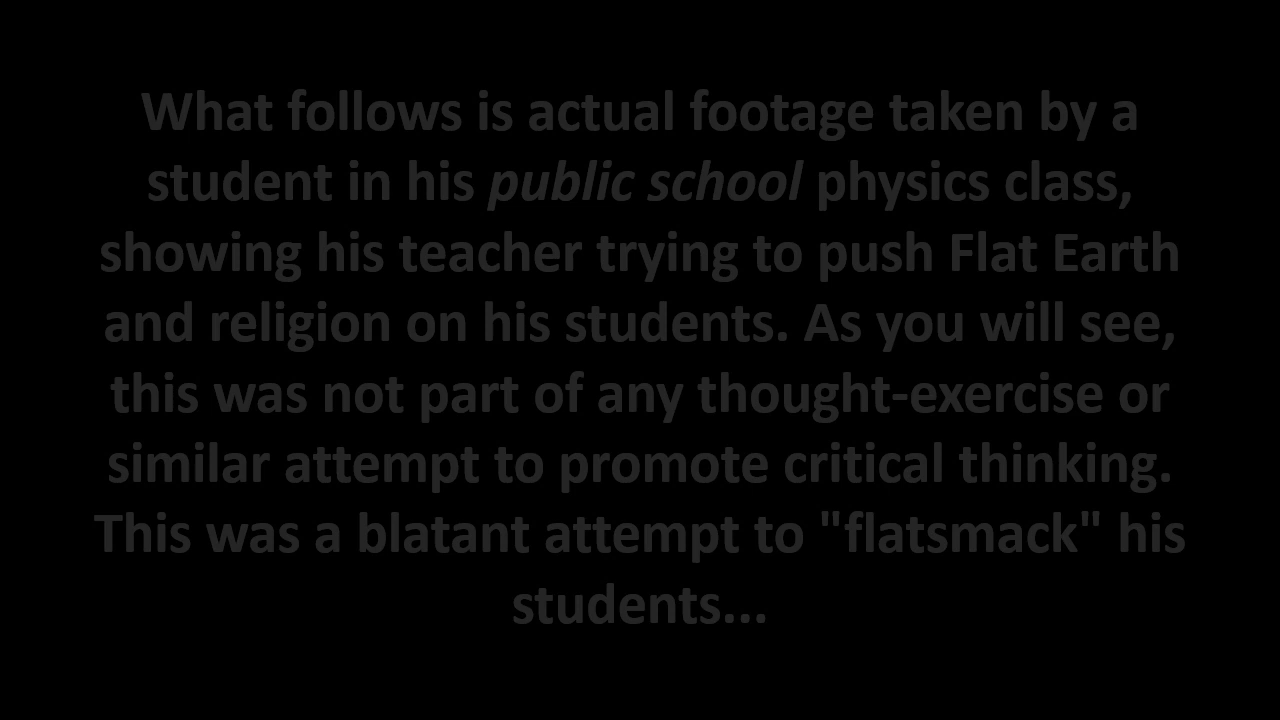 What follows is actual footage taken by a
student in his public school physics class,
showing his teacher trying to push Flat Earth
and religion on his students. As you will see,
this was not part of any thought-exercise or
similar attempt to promote critical thinking.
This was a blatant attempt to "flatsmack" his
students...